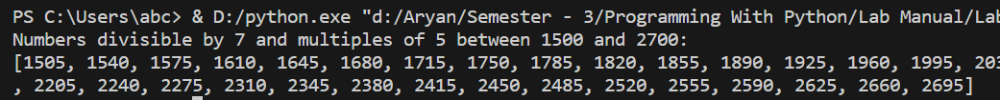 PS C:\Users\abc> & D:/python.exe "d:/Aryan/Semester - 3/Programming With Python/Lab Manual/Lab
Numbers divisible by 7 and multiples of 5 between 1500 and 2700:
[1505, 1540, 1575, 1610, 1645, 1680, 1715, 1750, 1785, 1820, 1855, 1890, 1925, 1960, 1995, 203
, 2205, 2240, 2275, 2310, 2345, 2380, 2415, 2450, 2485, 2520, 2555, 2590, 2625, 2660, 2695]